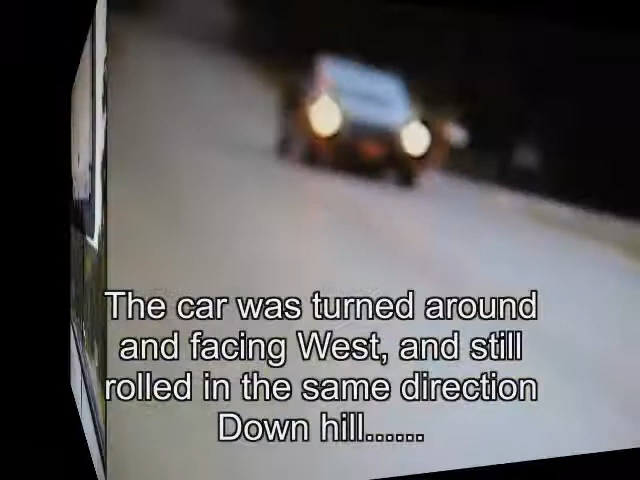 The car was turned around
and facing West, and still
rolled in the same direction
Down hill......